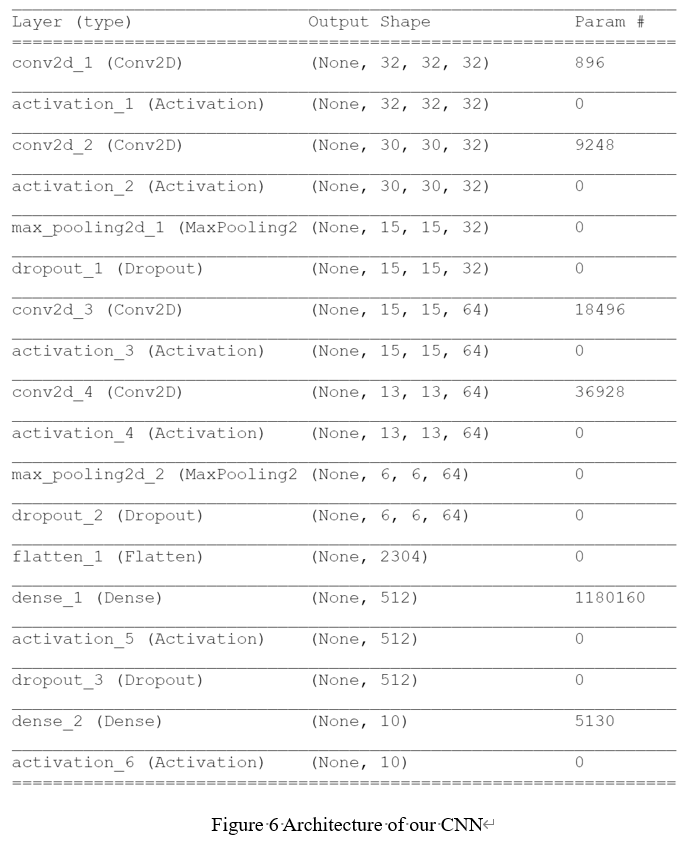 Layer (type) Output Shape Param #
conv2d_1 (Conv2D) (None, 32, 32, 32) 896
activation_1 (Activation) (None, 32, 32, 32) 0
conv2d_2 (Conv2D) (None, 30, 30, 32) 9248
activation_2 (Activation) (None, 30, 30, 32) 0
max_pooling2d_1 (MaxPooling2 (None, 15, 15, 32) 0
dropout_1 (Dropout) (None, 15, 15, 32) 0
conv2d_3 (Conv2D) (None, 15, 15, 64) 18496
activation_3 (Activation) (None, 15, 15, 64) 0
conv2d_4 (Conv2D) (None, 13, 13, 64) 36928
activation_4 (Activation) (None, 13, 13, 64) 0
max_pooling2d_2 (MaxPooling2 (None, 6, 6, 64) 0
dropout_2 (Dropout) (None, 6, 6, 64) 0
flatten_1 (Flatten) (None, 2304) 0
dense_1 (Dense) (None, 512) 1180160
activation_5 (Activation) (None, 512) 0
dropout_3 (Dropout) (None, 512) 0
dense_2 (Dense) (None, 10) 5130
activation_6 (Activation) (None, 10) 0
Figure 6 Architecture of our CNN